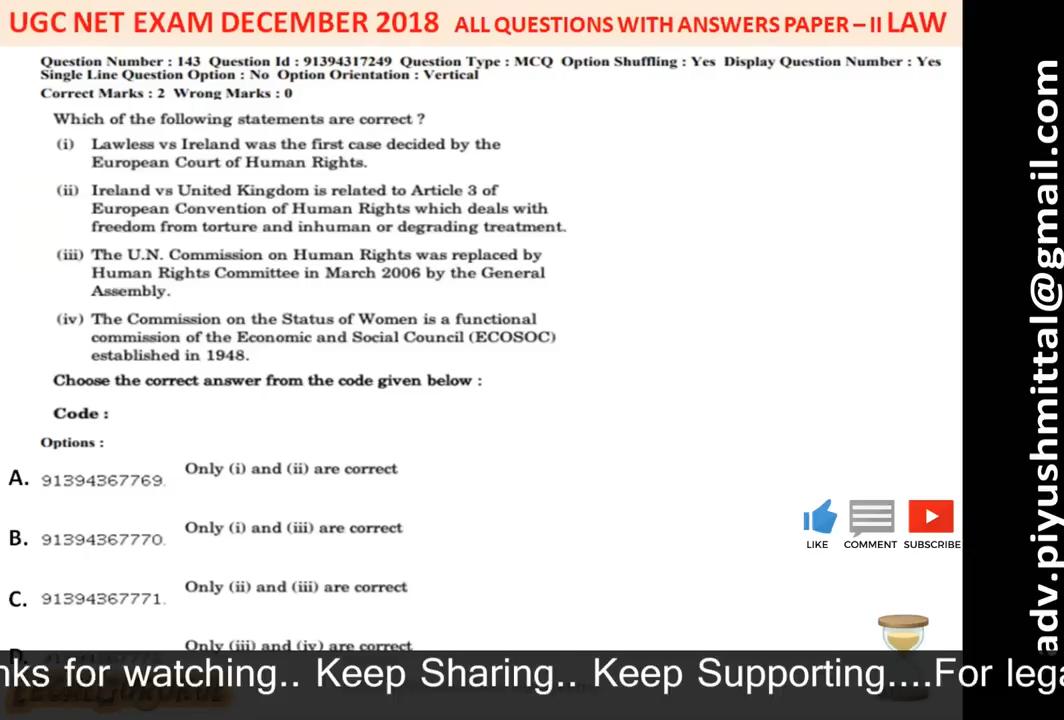 UGC NET EXAM DECEMBER 2018 ALL QUESTIONS WITH ANSWERS PAPER – II LAW
Question Number : 143 Question Id : 91394317249 Question Type : MCQ Option Shuffling : Yes Display Question Number : Yes
Single Line Question Option : No Option Orientation : Vertical
Correct Marks : 2 Wrong Marks : 0
Which of the following statements are correct ?
(i) Lawless vs Ireland was the first case decided by the
European Court of Human Rights.
(ii) Ireland vs United Kingdom is related to Article 3 of
European Convention of Human Rights which deals with
freedom from torture and inhuman or degrading treatment.
(iii) The U.N. Commission on Human Rights was replaced by
Human Rights Committee in March 2006 by the General
Assembly.
(iv) The Commission on the Status of Women is a functional
commission of the Economic and Social Council (ECOSOC)
established in 1948.
Choose the correct answer from the code given below :
Code :
Options :
A. 91394367769. Only (i) and (ii) are correct
B. 91394367770. Only (i) and (iii) are correct
C. 91394367771. Only (ii) and (iii) are correct
D. Only (iii) and (iv) are correct
LIKE COMMENT SUBSCRIBE
nks for watching.. Keep Sharing.. Keep Supporting....For lega
adv.piyushmittal@gmail.com